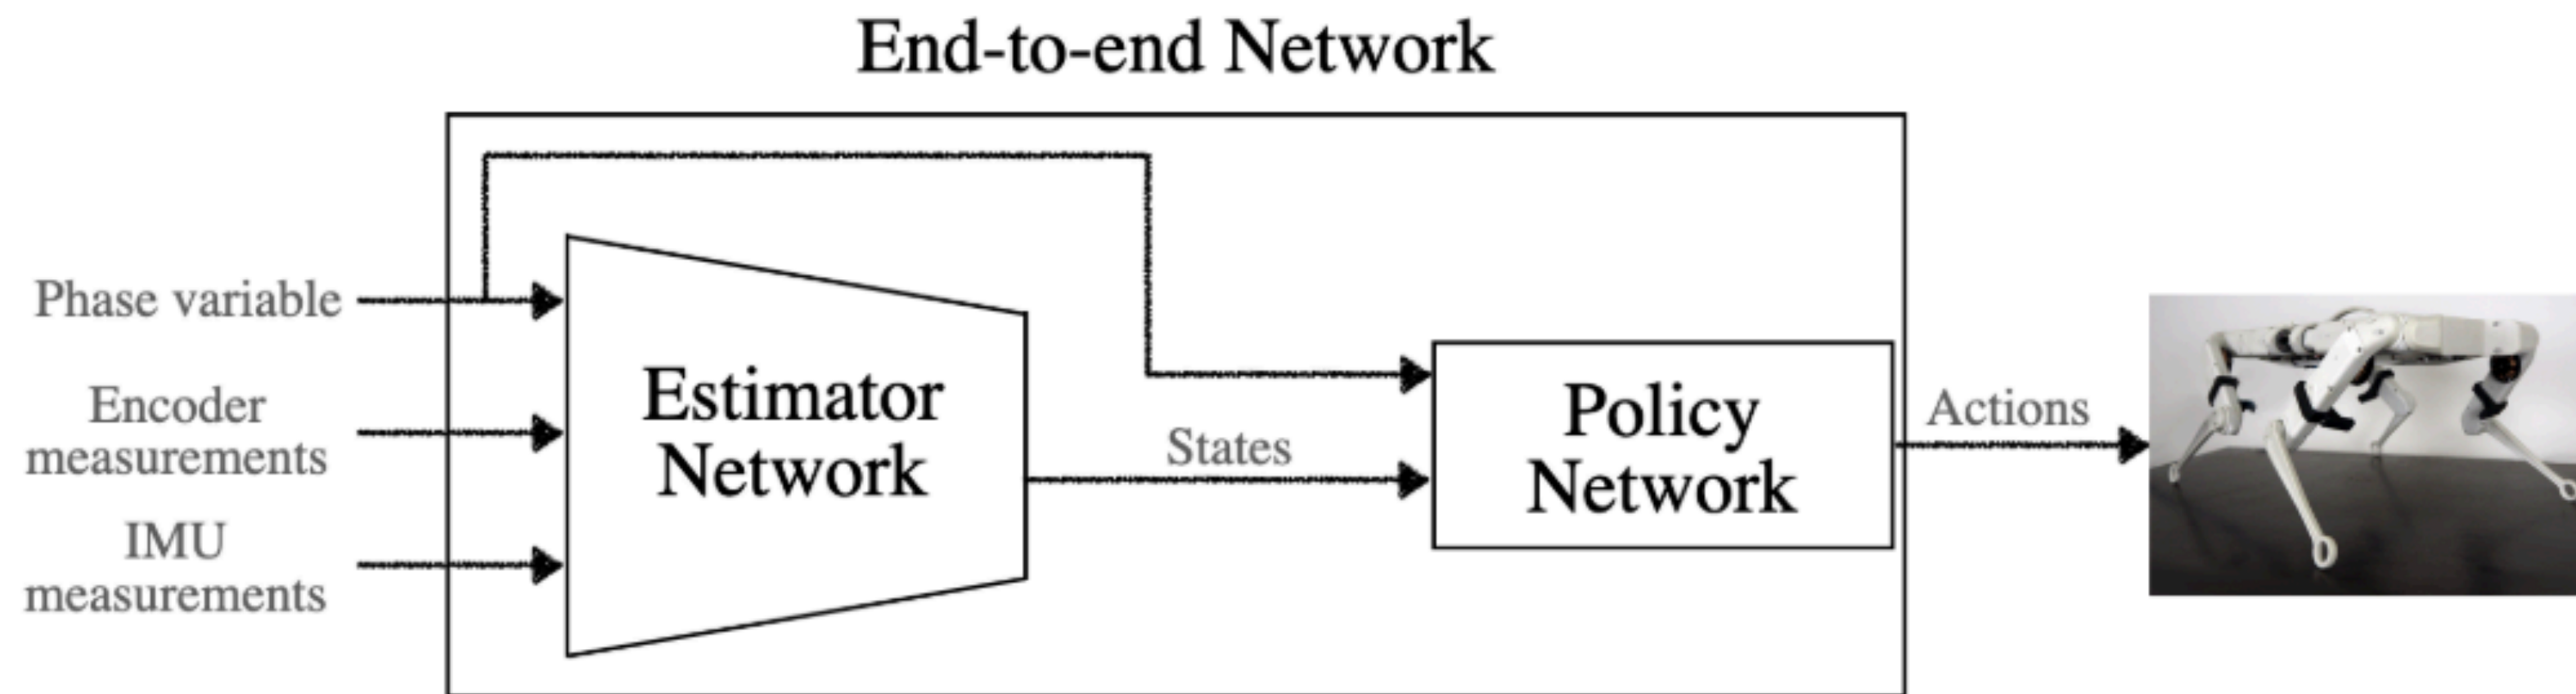 End-to-end Network
Phase variable
Encoder
measurements
IMU
measurements
Estimator
Network
States
Policy
Network
Actions